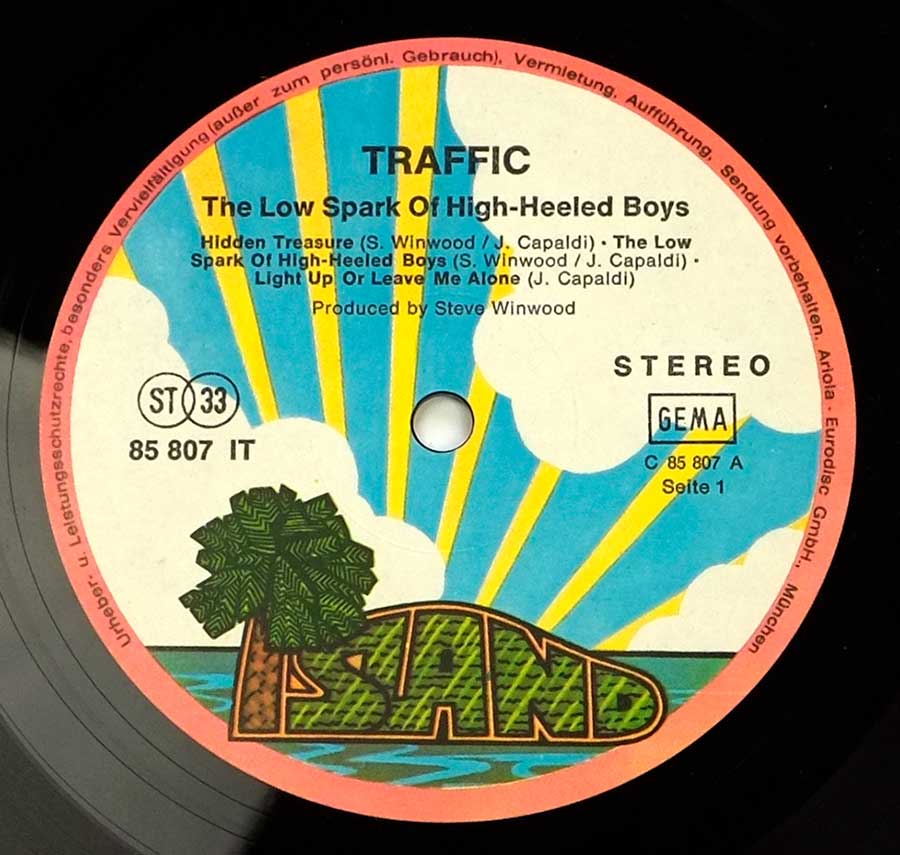 Urheber- u. Leistungsschutzrechte, besonders Vervielfältigung (außer zum persönl. Gebrauch), Vermietung, Aufführung, Sendung vorbehalten. Ariola · Eurodisc GmbH., München
TRAFFIC
The Low Spark Of High-Heeled Boys
Hidden Treasure (S. Winwood / J. Capaldi) · The Low
Spark Of High-Heeled Boys (S. Winwood / J. Capaldi) ·
Light Up Or Leave Me Alone (J. Capaldi)
Produced by Steve Winwood
STEREO
ST 33
GEMA
85 807 IT
C 85 807 A
Seite 1
ISLAND